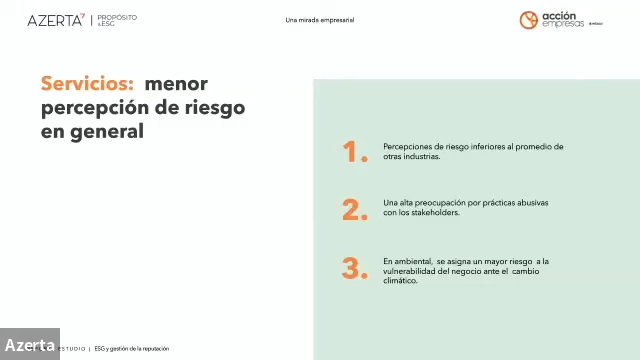 AZERTA
PROPÓSITO
&ESG
Una mirada empresarial
acción
empresas
Servicios: menor
percepción de riesgo
en general
1.
Percepciones de riesgo inferiores al promedio de
otras industrias.
2.
Una alta preocupación por prácticas abusivas
con los stakeholders.
3.
En ambiental, se asigna un mayor riesgo a la
vulnerabilidad del negocio ante el cambio
climático.
Azerta
ESTUDIO | ESG y gestión de la reputación